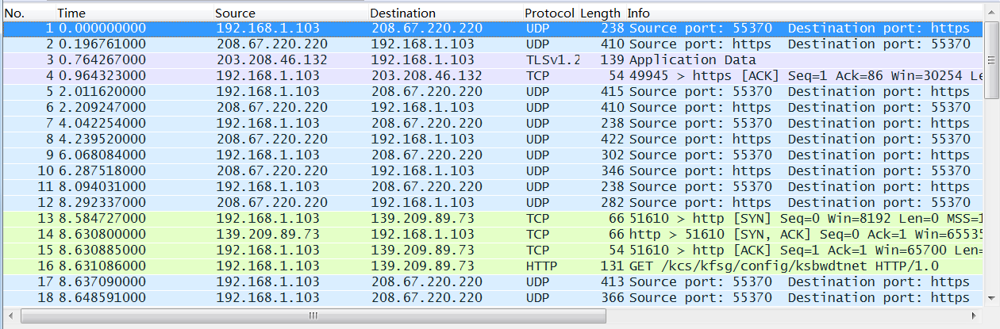 No. Time Source Destination Protocol Length Info
1 0.000000000 192.168.1.103 208.67.220.220 UDP 238 Source port: 55370 Destination port: https
2 0.196761000 208.67.220.220 192.168.1.103 UDP 410 Source port: https Destination port: 55370
3 0.764267000 203.208.46.132 192.168.1.103 TLSv1.2 139 Application Data
4 0.964323000 192.168.1.103 203.208.46.132 TCP 54 49945 > https [ACK] Seq=1 Ack=86 Win=30254 Le
5 2.011620000 192.168.1.103 208.67.220.220 UDP 415 Source port: 55370 Destination port: https
6 2.209247000 208.67.220.220 192.168.1.103 UDP 410 Source port: https Destination port: 55370
7 4.042254000 192.168.1.103 208.67.220.220 UDP 238 Source port: 55370 Destination port: https
8 4.239520000 208.67.220.220 192.168.1.103 UDP 422 Source port: https Destination port: 55370
9 6.068084000 192.168.1.103 208.67.220.220 UDP 302 Source port: 55370 Destination port: https
10 6.287518000 208.67.220.220 192.168.1.103 UDP 346 Source port: https Destination port: 55370
11 8.094031000 192.168.1.103 208.67.220.220 UDP 238 Source port: 55370 Destination port: https
12 8.292337000 208.67.220.220 192.168.1.103 UDP 282 Source port: https Destination port: 55370
13 8.584727000 192.168.1.103 139.209.89.73 TCP 66 51610 > http [SYN] Seq=0 Win=8192 Len=0 MSS=1
14 8.630800000 139.209.89.73 192.168.1.103 TCP 66 http > 51610 [SYN, ACK] Seq=0 Ack=1 Win=65535
15 8.630885000 192.168.1.103 139.209.89.73 TCP 54 51610 > http [ACK] Seq=1 Ack=1 Win=65700 Len=
16 8.631086000 192.168.1.103 139.209.89.73 HTTP 131 GET /kcs/kfsg/config/ksbwdtnet HTTP/1.0
17 8.637090000 192.168.1.103 208.67.220.220 UDP 413 Source port: 55370 Destination port: https
18 8.648591000 192.168.1.103 208.67.220.220 UDP 366 Source port: 55370 Destination port: https